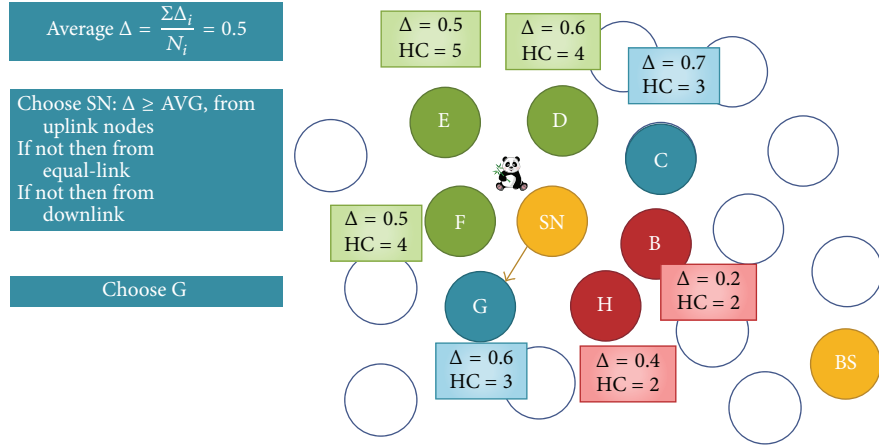 Average Δ = ΣΔᵢ / Nᵢ = 0.5
Choose SN: Δ ≥ AVG, from
uplink nodes
If not then from
equal-link
If not then from
downlink
Choose G
Δ = 0.5
HC = 5
Δ = 0.6
HC = 4
Δ = 0.7
HC = 3
E
D
C
Δ = 0.5
HC = 4
F
SN
B
Δ = 0.2
HC = 2
G
H
Δ = 0.6
HC = 3
Δ = 0.4
HC = 2
BS